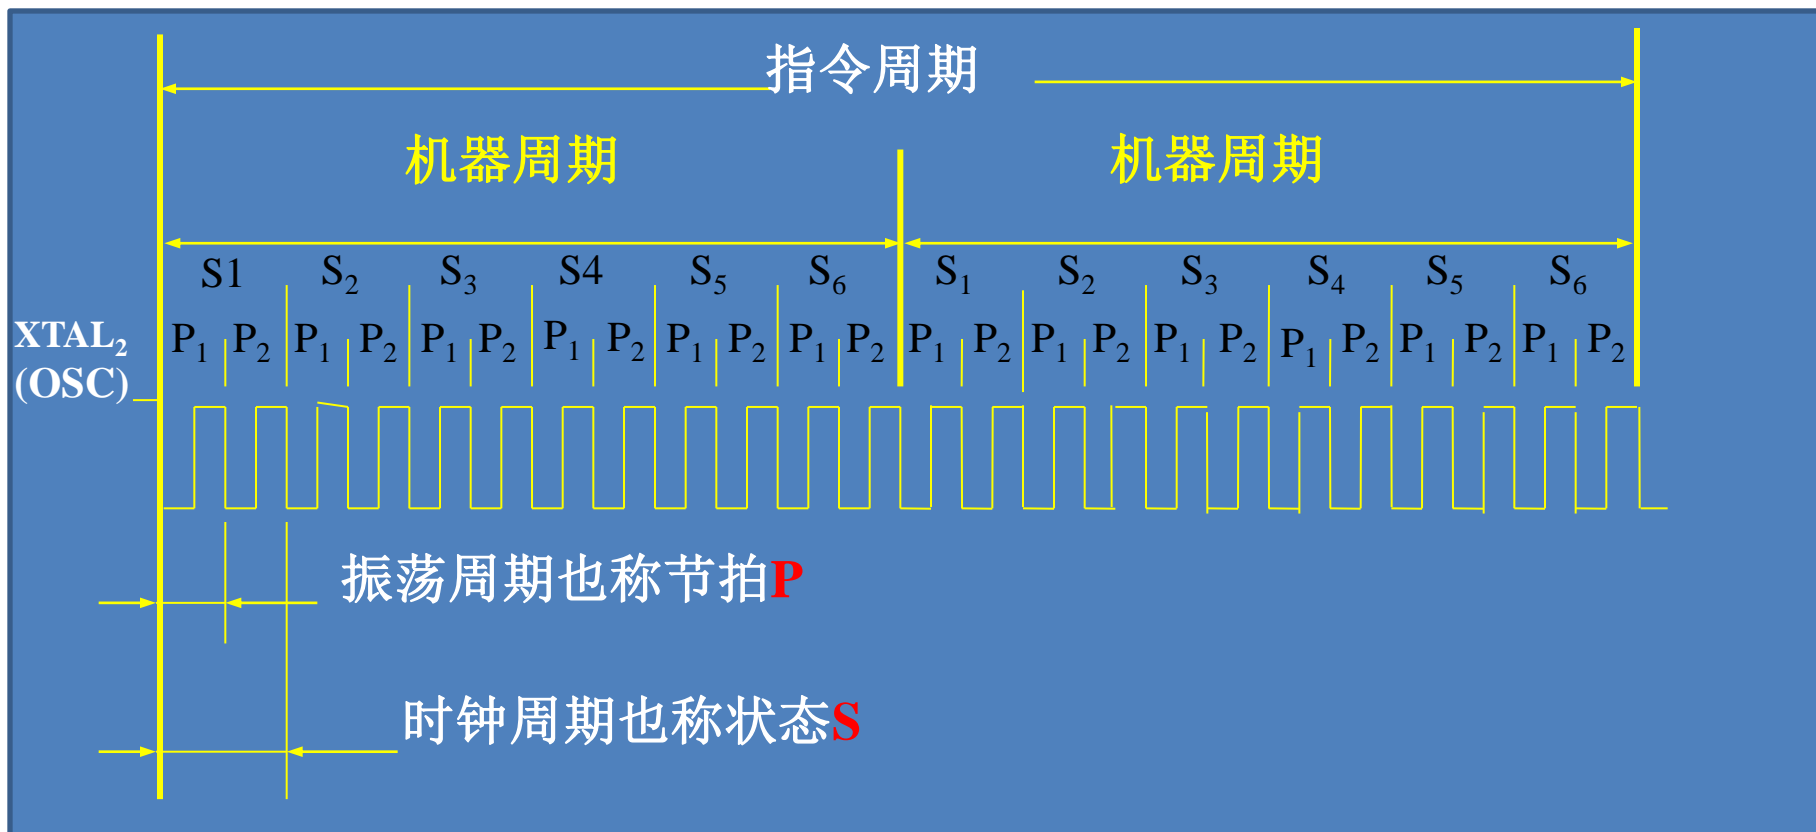 指令周期
机器周期 机器周期
S1 S₂ S₃ S4 S₅ S₆ S₁ S₂ S₃ S₄ S₅ S₆
XTAL₂ P₁ P₂ P₁ P₂ P₁ P₂ P₁ P₂ P₁ P₂ P₁ P₂ P₁ P₂ P₁ P₂ P₁ P₂ P₁ P₂ P₁ P₂ P₁ P₂
(OSC)
振荡周期也称节拍P
时钟周期也称状态S